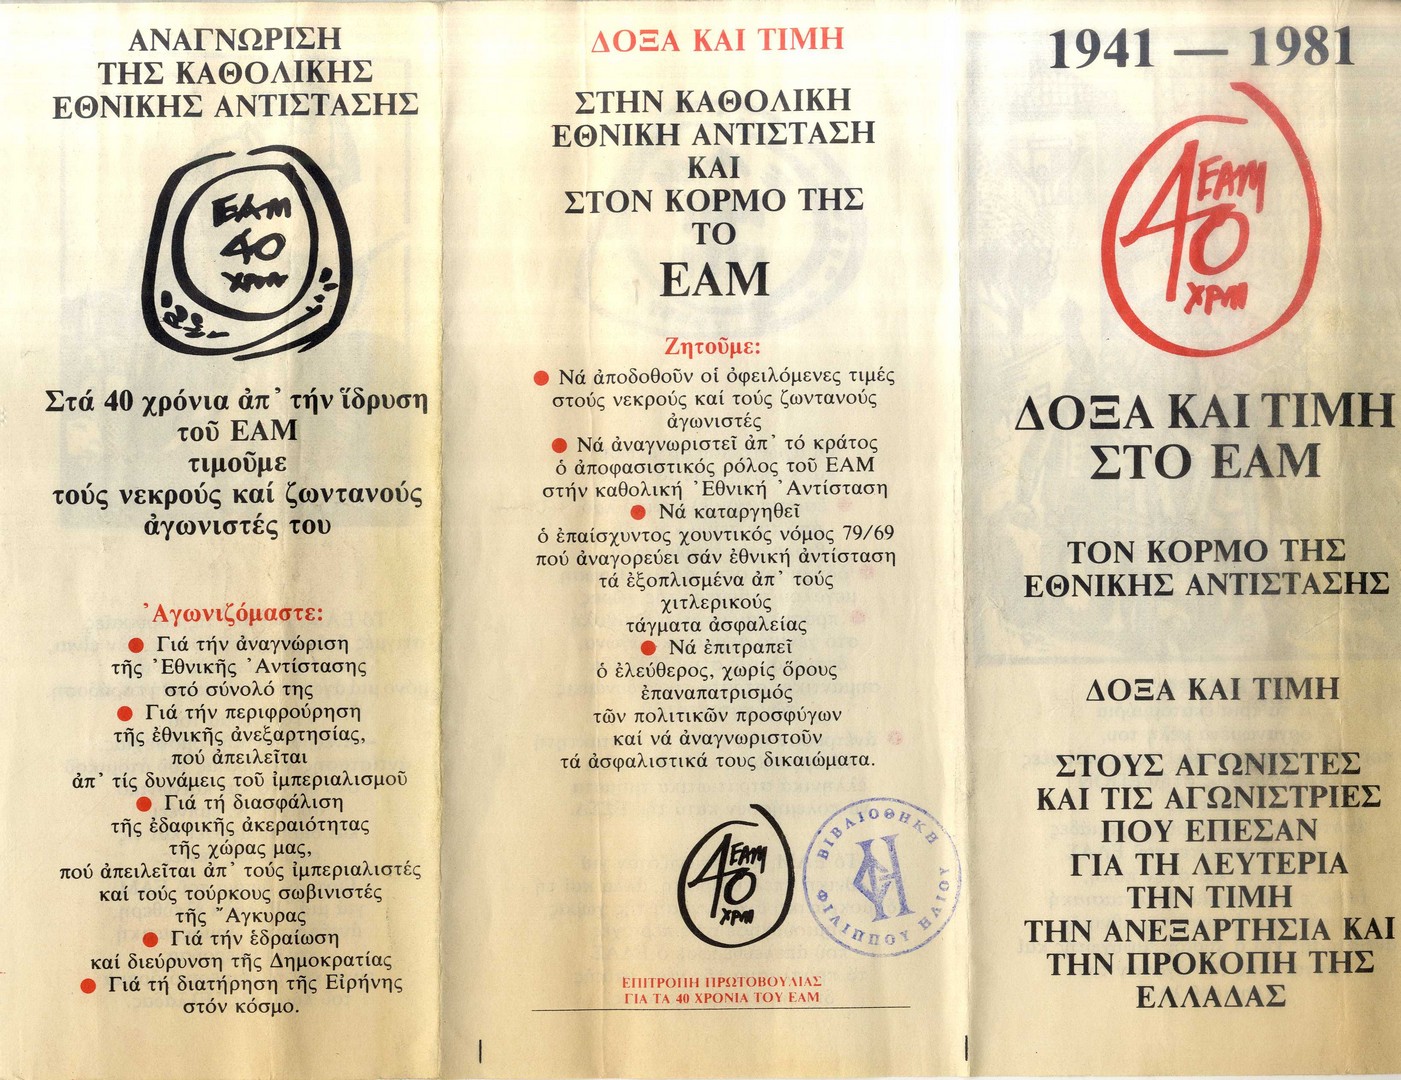 ΑΝΑΓΝΩΡΙΣΗ
ΤΗΣ ΚΑΘΟΛΙΚΗΣ
ΕΘΝΙΚΗΣ ΑΝΤΙΣΤΑΣΗΣ
ΕΑΜ
40
ΧΡΝ
Στά 40 χρόνια ἀπ' τήν ἵδρυση
τοῦ ΕΑΜ
τιμοῦμε
τούς νεκρούς καί ζωντανούς
ἀγωνιστές του
Ἀγωνιζόμαστε:
● Γιά τήν ἀναγνώριση
τῆς Ἐθνικῆς Ἀντίστασης
στό σύνολό της
● Γιά τήν περιφρούρηση
τῆς ἐθνικῆς ἀνεξαρτησίας,
πού ἀπειλεῖται
ἀπ' τίς δυνάμεις τοῦ ἰμπεριαλισμοῦ
● Γιά τή διασφάλιση
τῆς ἐδαφικῆς ἀκεραιότητας
τῆς χώρας μας,
πού ἀπειλεῖται ἀπ' τούς ἰμπεριαλιστές
καί τούς τούρκους σωβινιστές
τῆς Ἄγκυρας
● Γιά τήν ἑδραίωση
καί διεύρυνση τῆς Δημοκρατίας
● Γιά τή διατήρηση τῆς Εἰρήνης
στόν κόσμο.
ΔΟΞΑ ΚΑΙ ΤΙΜΗ
ΣΤΗΝ ΚΑΘΟΛΙΚΗ
ΕΘΝΙΚΗ ΑΝΤΙΣΤΑΣΗ
ΚΑΙ
ΣΤΟΝ ΚΟΡΜΟ ΤΗΣ
ΤΟ
ΕΑΜ
Ζητοῦμε:
● Νά ἀποδοθοῦν οἱ ὀφειλόμενες τιμές
στούς νεκρούς καί τούς ζωντανούς
ἀγωνιστές
● Νά ἀναγνωριστεῖ ἀπ' τό κράτος
ὁ ἀποφασιστικός ρόλος τοῦ ΕΑΜ
στήν καθολική Ἐθνική Ἀντίσταση
● Νά καταργηθεῖ
ὁ ἐπαίσχυντος χουντικός νόμος 79/69
πού ἀναγορεύει σάν ἐθνική ἀντίσταση
τά ἐξοπλισμένα ἀπ' τούς
χιτλερικούς
τάγματα ἀσφαλείας
● Νά ἐπιτραπεῖ
ὁ ἐλεύθερος, χωρίς ὅρους
ἐπαναπατρισμός
τῶν πολιτικῶν προσφύγων
καί νά ἀναγνωριστοῦν
τά ἀσφαλιστικά τους δικαιώματα.
ΕΑΜ
40
ΧΡΝ
ΒΙΒΛΙΟΘΗΚΗ
ΦΙΛΙΠΠΟΥ ΗΛΙΟΥ
ΕΠΙΤΡΟΠΗ ΠΡΩΤΟΒΟΥΛΙΑΣ
ΓΙΑ ΤΑ 40 ΧΡΟΝΙΑ ΤΟΥ ΕΑΜ
1941 — 1981
ΕΑΜ
40
ΧΡΝ
ΔΟΞΑ ΚΑΙ ΤΙΜΗ
ΣΤΟ ΕΑΜ
ΤΟΝ ΚΟΡΜΟ ΤΗΣ
ΕΘΝΙΚΗΣ ΑΝΤΙΣΤΑΣΗΣ
ΔΟΞΑ ΚΑΙ ΤΙΜΗ
ΣΤΟΥΣ ΑΓΩΝΙΣΤΕΣ
ΚΑΙ ΤΙΣ ΑΓΩΝΙΣΤΡΙΕΣ
ΠΟΥ ΕΠΕΣΑΝ
ΓΙΑ ΤΗ ΛΕΥΤΕΡΙΑ
ΤΗΝ ΤΙΜΗ
ΤΗΝ ΑΝΕΞΑΡΤΗΣΙΑ ΚΑΙ
ΤΗΝ ΠΡΟΚΟΠΗ ΤΗΣ
ΕΛΛΑΔΑΣ